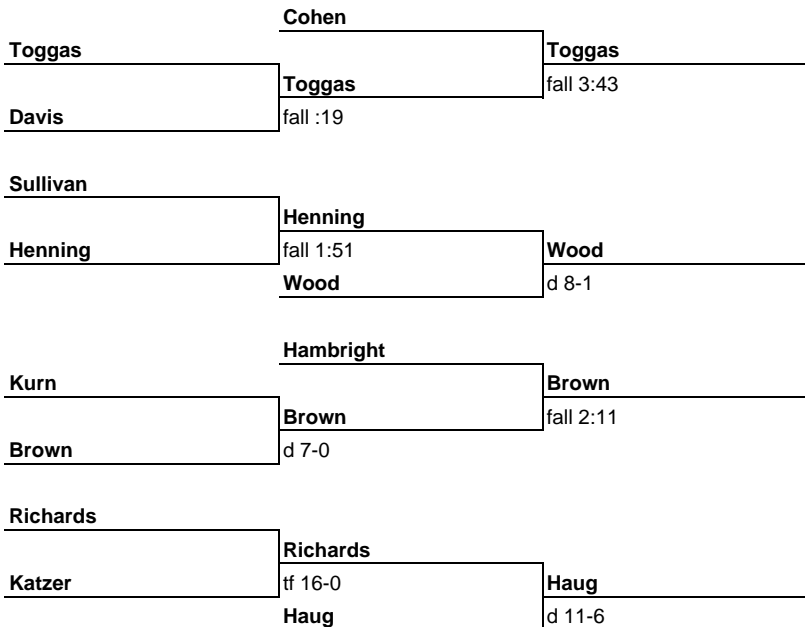 Cohen
Toggas Toggas
Toggas fall 3:43
Davis fall :19
Sullivan
Henning
Henning fall 1:51 Wood
Wood d 8-1
Hambright
Kurn Brown
Brown fall 2:11
Brown d 7-0
Richards
Richards
Katzer tf 16-0 Haug
Haug d 11-6